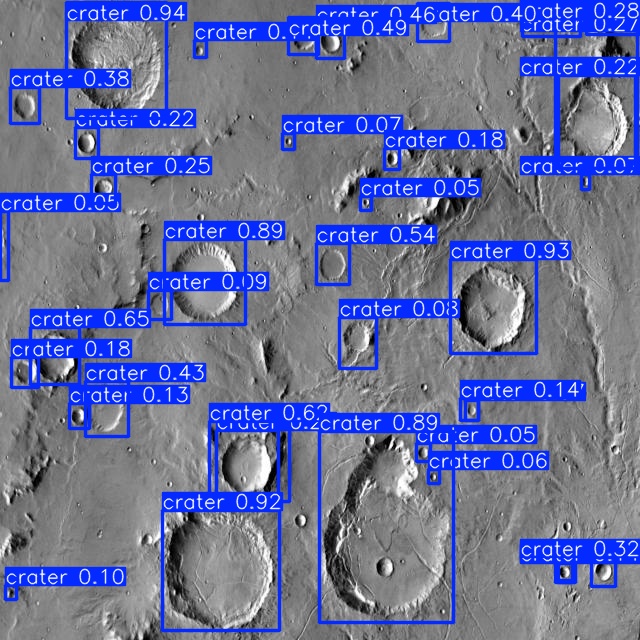 crater 0.94
crater 0.46
crater 0.40
crater 0.28
crater 0.49
crater 0.38
crater 0.22
crater 0.22
crater 0.07
crater 0.18
crater 0.25
crater 0.07
crater 0.05
crater 0.05
crater 0.89
crater 0.54
crater 0.93
crater 0.09
crater 0.08
crater 0.65
crater 0.18
crater 0.43
crater 0.13
crater 0.14
crater 0.62
crater 0.89
crater 0.05
crater 0.06
crater 0.92
crater 0.32
crater 0.10